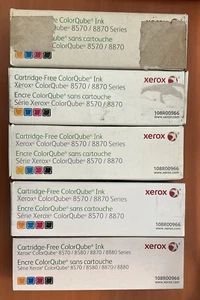 ColorQube Ink
8570 / 8870 Series
sans cartouche
ColorQube 8570 / 8870
Cartridge-Free ColorQube Ink
Xerox ColorQube 8570 / 8870 Series
xerox
Encre ColorQube sans cartouche
Série Xerox ColorQube 8570 / 8870
108R00966
Cartridge-Free ColorQube Ink
Xerox ColorQube 8570 / 8870 Series
xerox
Encre ColorQube sans cartouche
Série Xerox ColorQube 8570 / 8870
108R00966
Cartridge-Free ColorQube Ink
Xerox ColorQube 8570 / 8870 Series
xerox
Encre ColorQube sans cartouche
Série Xerox ColorQube 8570 / 8870
108R00966
Cartridge-Free ColorQube Ink
Xerox ColorQube 8570 / 8580 / 8870 / 8880 Series
xerox
Encre ColorQube sans cartouche
Série Xerox ColorQube 8570 / 8580 / 8870 / 8880
108R00966